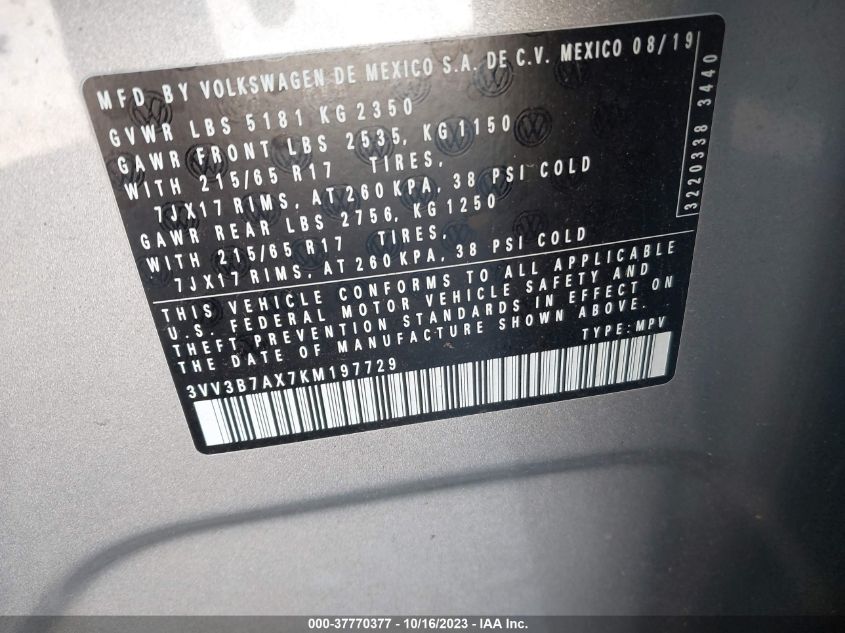 MFD BY VOLKSWAGEN DE MEXICO S.A. DE C.V. MEXICO 08/19
GVWR LBS 5181 KG 2350
GAWR FRONT LBS 2535, KG 1150
WITH 215/65 R17 TIRES,
7JX17 RIMS, AT 260 KPA, 38 PSI COLD
GAWR REAR LBS 2756, KG 1250
WITH 215/65 R17 TIRES,
7JX17 RIMS, AT 260 KPA, 38 PSI COLD
THIS VEHICLE CONFORMS TO ALL APPLICABLE
U.S. FEDERAL MOTOR VEHICLE SAFETY AND
THEFT PREVENTION STANDARDS IN EFFECT ON
THE DATE OF MANUFACTURE SHOWN ABOVE.
TYPE: MPV
3VV3B7AX7KM197729
3220338 3440
000-37770377 - 10/16/2023 - IAA Inc.